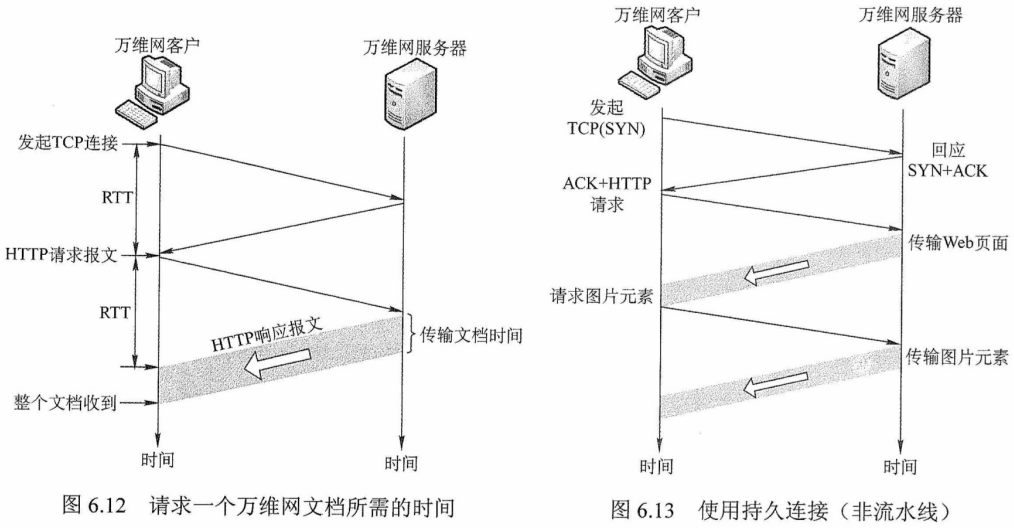 万维网客户
万维网服务器
发起TCP连接
RTT
HTTP请求报文
RTT
HTTP响应报文
传输文档时间
整个文档收到
时间
时间
图 6.12 请求一个万维网文档所需的时间
万维网客户
万维网服务器
发起
TCP(SYN)
回应
SYN+ACK
ACK+HTTP
请求
传输Web页面
请求图片元素
传输图片元素
时间
时间
图 6.13 使用持久连接（非流水线）